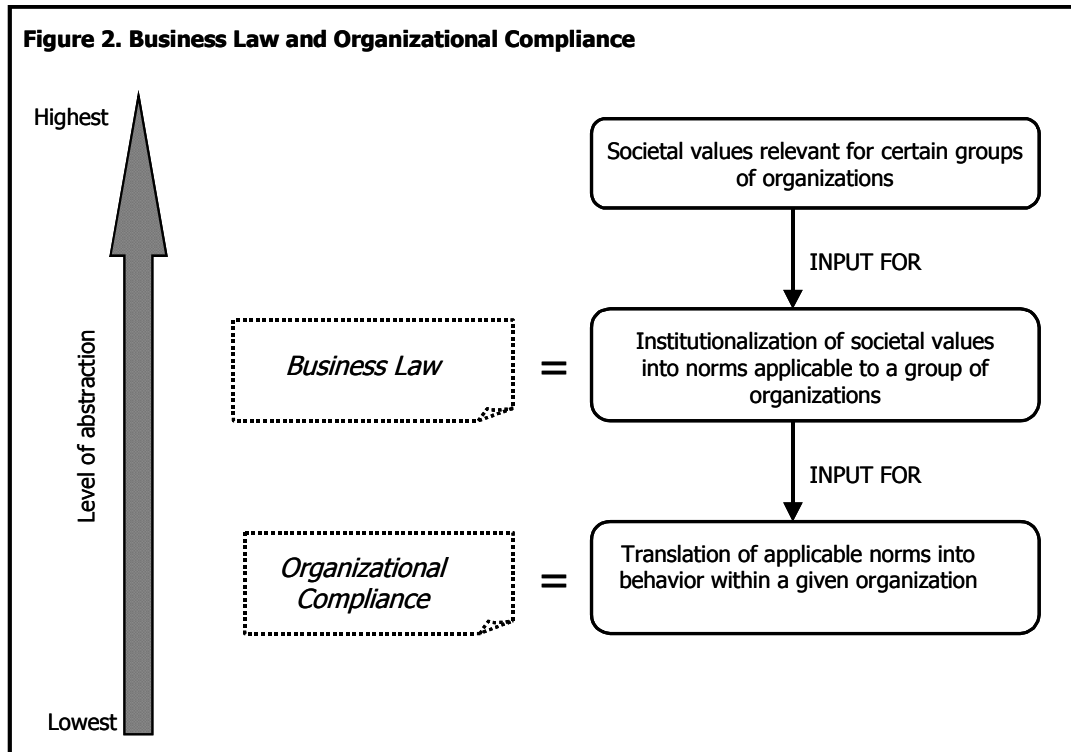 Figure 2. Business Law and Organizational Compliance
Highest
Societal values relevant for certain groups
of organizations
INPUT FOR
Level of abstraction
Business Law
=
Institutionalization of societal values
into norms applicable to a group of
organizations
INPUT FOR
Organizational
Compliance
=
Translation of applicable norms into
behavior within a given organization
Lowest